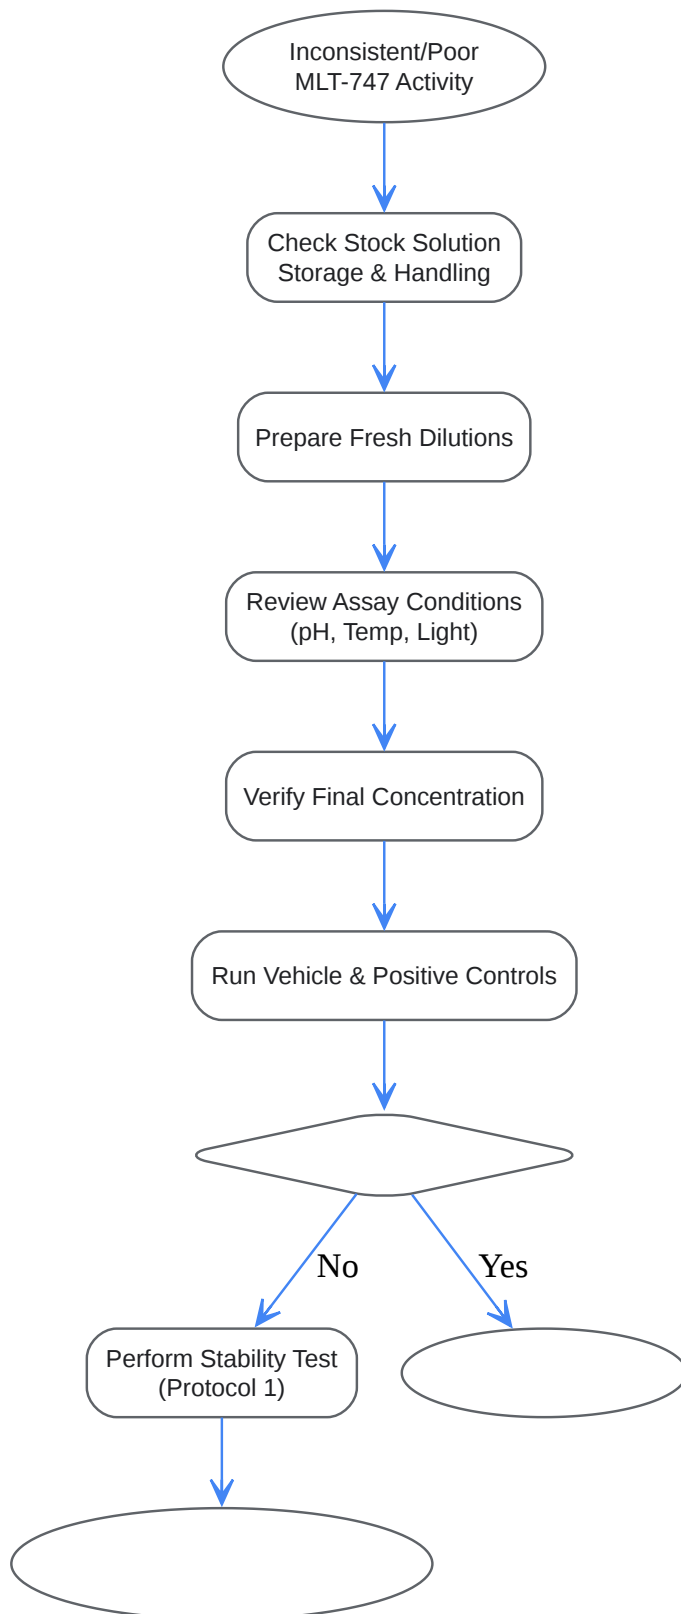 Inconsistent/Poor
MLT-747 Activity
Check Stock Solution
Storage & Handling
Prepare Fresh Dilutions
Review Assay Conditions
(pH, Temp, Light)
Verify Final Concentration
Run Vehicle & Positive Controls
No
Yes
Perform Stability Test
(Protocol 1)